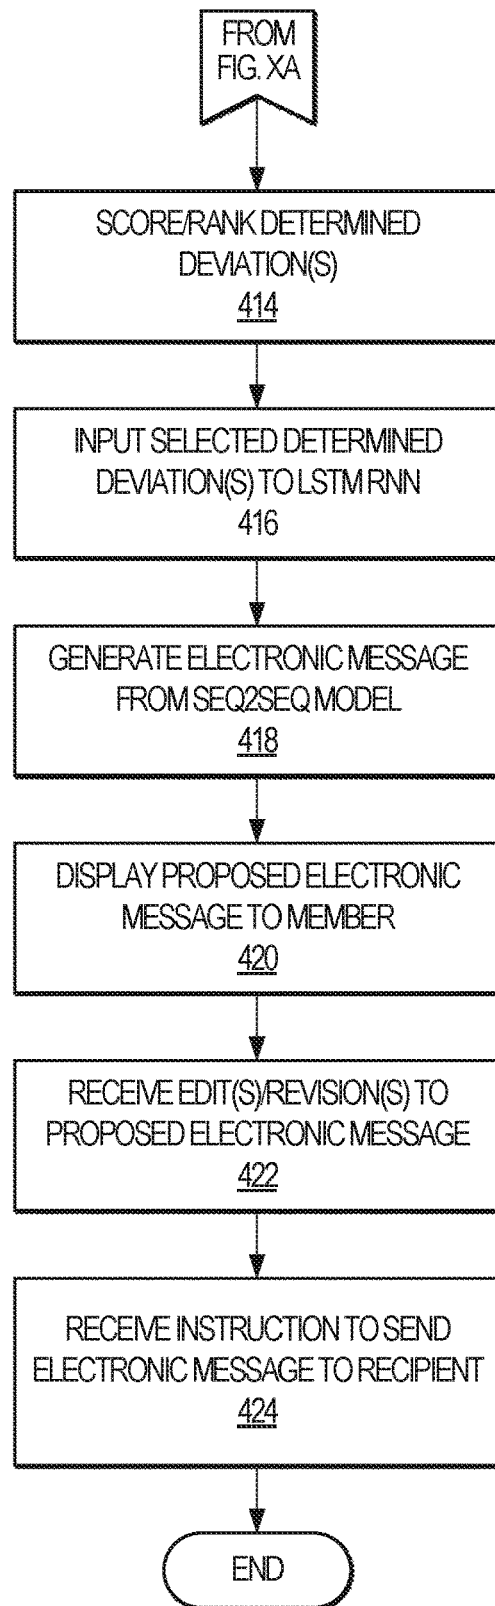 FROM
FIG. XA
SCORE/RANK DETERMINED
DEVIATION(S)
414
INPUT SELECTED DETERMINED
DEVIATION(S) TO LSTM RNN
416
GENERATE ELECTRONIC MESSAGE
FROM SEQ2SEQ MODEL
418
DISPLAY PROPOSED ELECTRONIC
MESSAGE TO MEMBER
420
RECEIVE EDIT(S)/REVISION(S) TO
PROPOSED ELECTRONIC MESSAGE
422
RECEIVE INSTRUCTION TO SEND
ELECTRONIC MESSAGE TO RECIPIENT
424
END